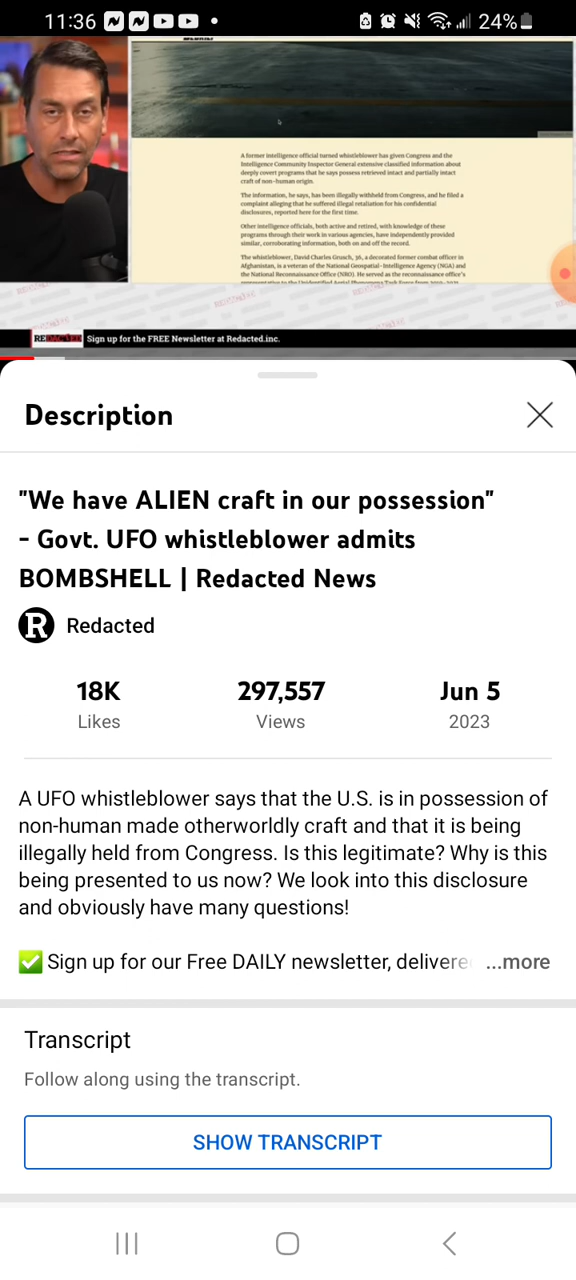 11:36
24%
A former intelligence official turned whistleblower has given Congress and the
Intelligence Community Inspector General extensive classified information about
deeply covert programs that he says possess retrieved intact and partially intact
craft of non-human origin.
The information, he says, has been illegally withheld from Congress, and he filed a
complaint alleging that he suffered illegal retaliation for his confidential
disclosures, reported here for the first time.
Other intelligence officials, both active and retired, with knowledge of these
programs through their work in various agencies, have independently provided
similar, corroborating information, both on and off the record.
The whistleblower, David Charles Grusch, 36, a decorated former combat officer in
Afghanistan, is a veteran of the National Geospatial-Intelligence Agency (NGA) and
the National Reconnaissance Office (NRO). He served as the reconnaissance office's
REDACTED Sign up for the FREE Newsletter at Redacted.inc.
Description
"We have ALIEN craft in our possession"
- Govt. UFO whistleblower admits
BOMBSHELL | Redacted News
R Redacted
18K 297,557 Jun 5
Likes Views 2023
A UFO whistleblower says that the U.S. is in possession of
non-human made otherworldly craft and that it is being
illegally held from Congress. Is this legitimate? Why is this
being presented to us now? We look into this disclosure
and obviously have many questions!
✅ Sign up for our Free DAILY newsletter, delivere ...more
Transcript
Follow along using the transcript.
SHOW TRANSCRIPT